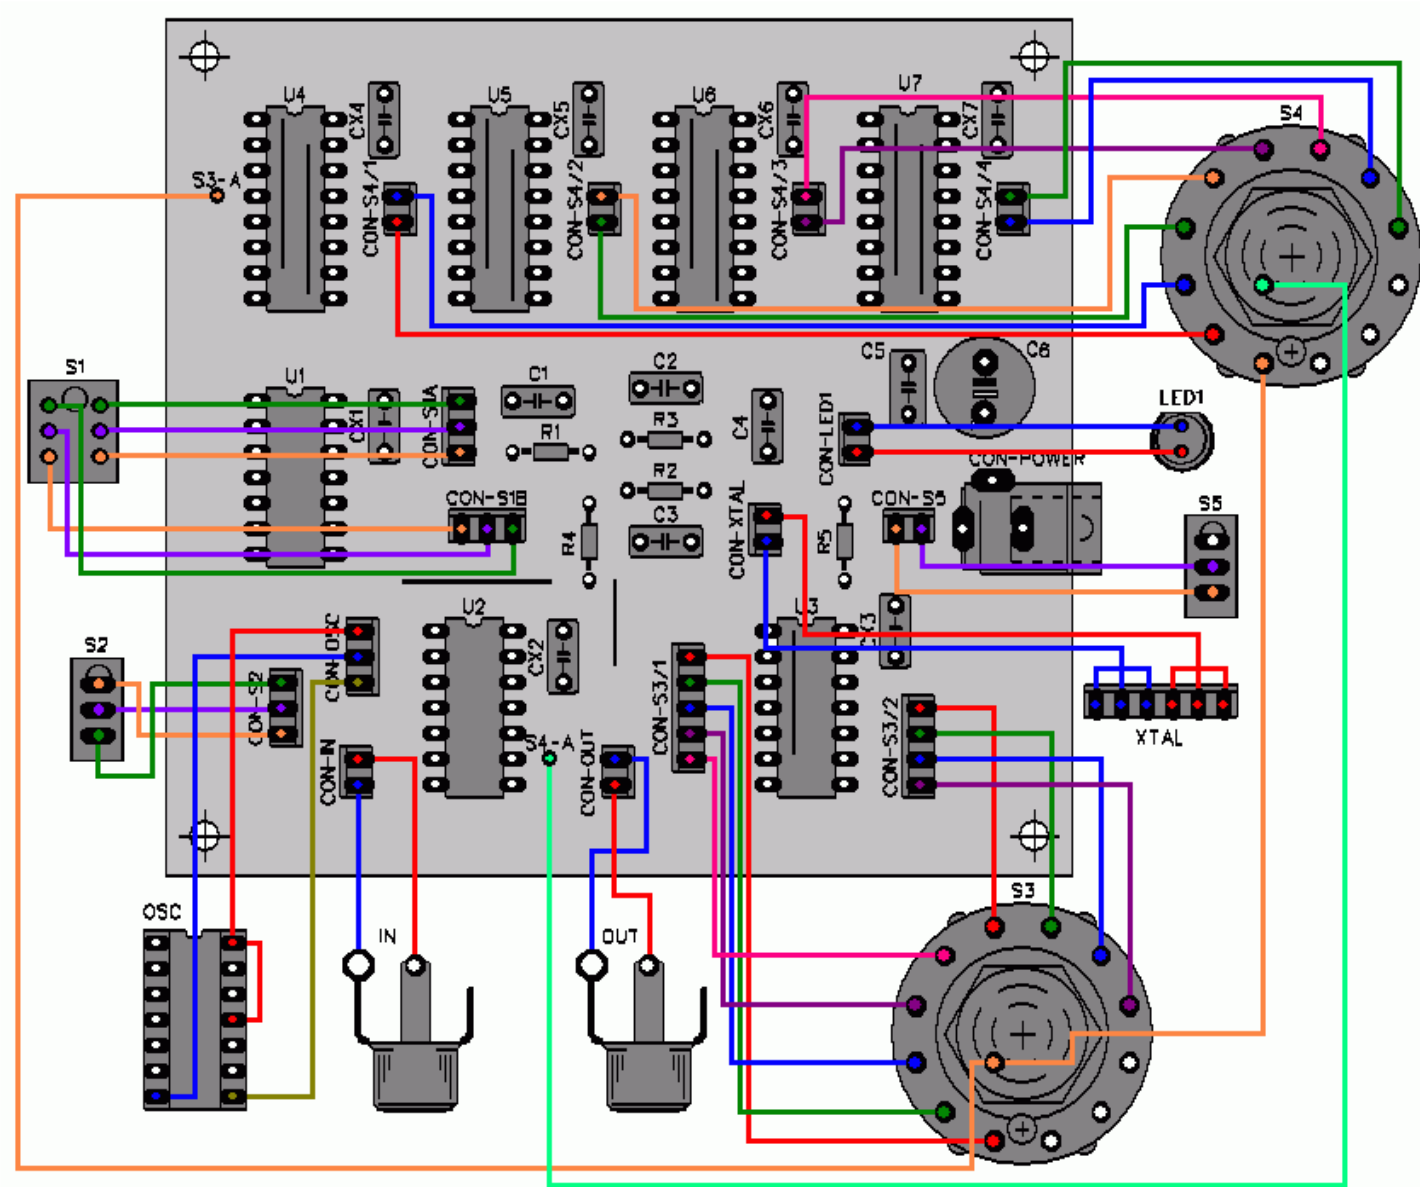 U4
CX4
U5
CX5
U6
CX6
U7
CX7
S4
S3-A
CON-S4/1
CON-S4/2
CON-S4/3
CON-S4/4
S1
U1
CX1
CON-S1A
C1
C2
R3
R1
R2
C3
C4
C5
C6
CON-LED1
LED1
CON-POWER
CON-S1B
R4
CON-XTAL
R5
CON-S5
S5
S2
CON-S2
CON-OSC
U2
CX2
CON-S3/1
U3
CX3
CON-S3/2
XTAL
CON-IN
S4-A
CON-OUT
OSC
IN
OUT
S3